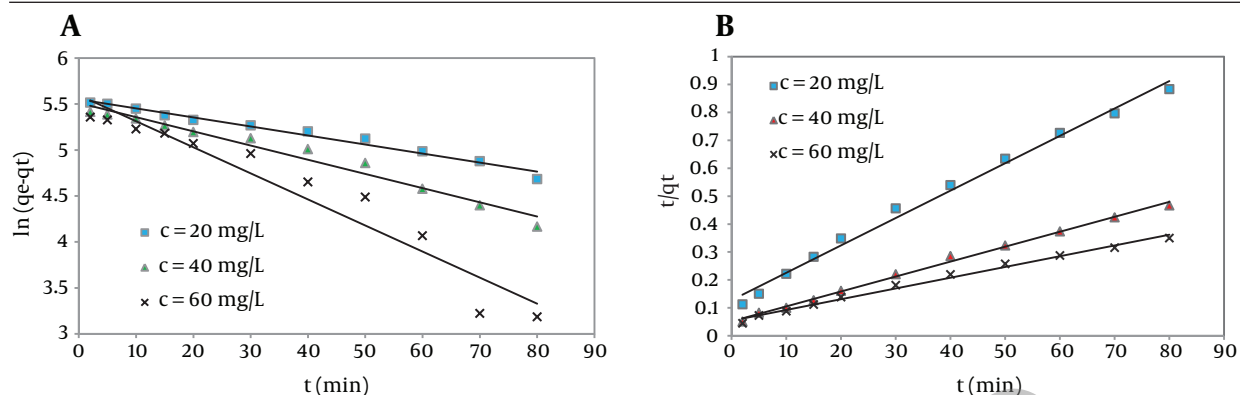 A
6
5.5
5
4.5
4
3.5
3
ln (qe-qt)
c = 20 mg/L
c = 40 mg/L
c = 60 mg/L
0 10 20 30 40 50 60 70 80 90
t (min)
B
1
0.9
0.8
0.7
0.6
0.5
0.4
0.3
0.2
0.1
0
t/qt
c = 20 mg/L
c = 40 mg/L
c = 60 mg/L
0 10 20 30 40 50 60 70 80 90
t (min)